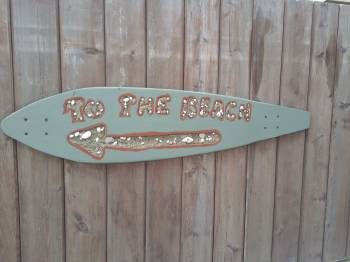 TO THE BEACH